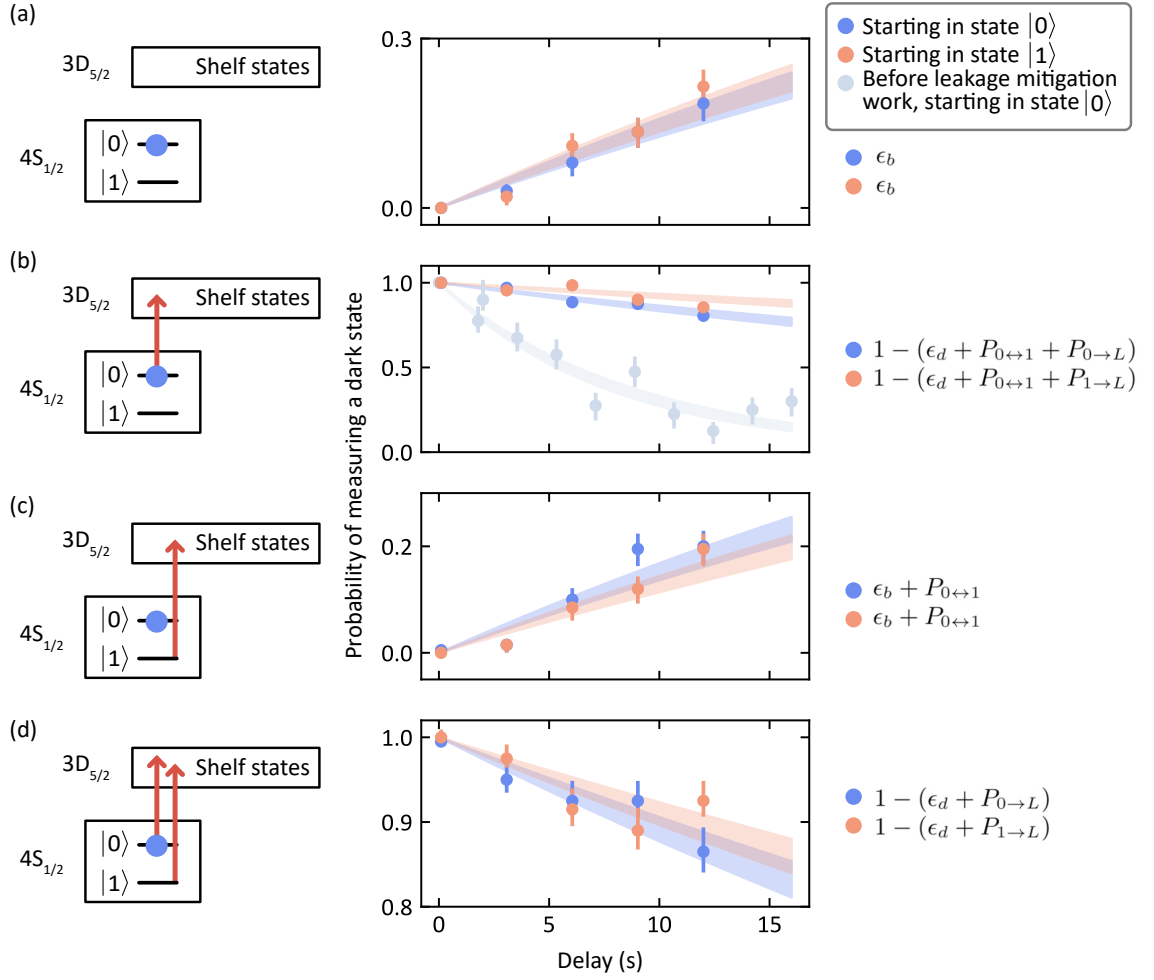 (a)
3D5/2
Shelf states
4S1/2
|0⟩
|1⟩
0.3
0.0
Starting in state |0⟩
Starting in state |1⟩
Before leakage mitigation
work, starting in state |0⟩
ϵb
ϵb
(b)
3D5/2
Shelf states
4S1/2
|0⟩
|1⟩
Probability of measuring a dark state
1.0
0.5
0.0
1 − (ϵd + P0↔1 + P0→L)
1 − (ϵd + P0↔1 + P1→L)
(c)
3D5/2
Shelf states
4S1/2
|0⟩
|1⟩
0.2
0.0
ϵb + P0↔1
ϵb + P0↔1
(d)
3D5/2
Shelf states
4S1/2
|0⟩
|1⟩
1.0
0.9
0.8
1 − (ϵd + P0→L)
1 − (ϵd + P1→L)
0 5 10 15
Delay (s)